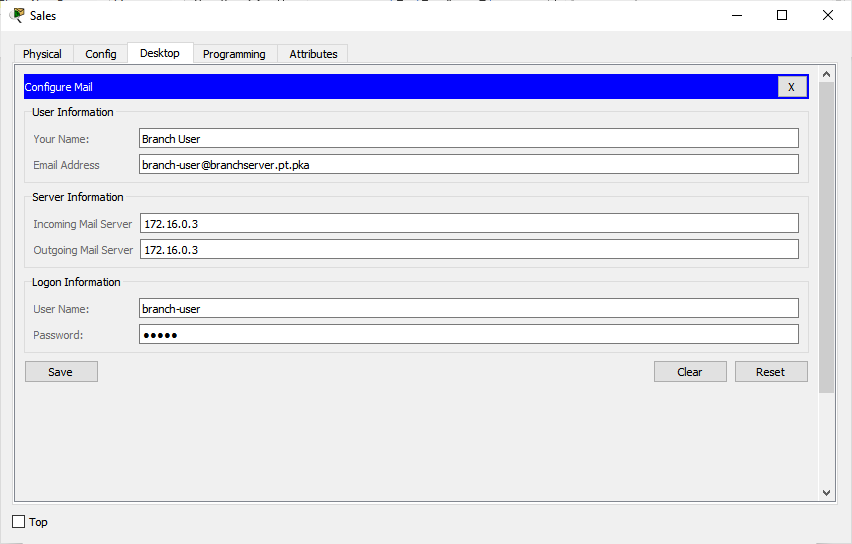 Sales
Physical Config Desktop Programming Attributes
Configure Mail X
User Information
Your Name: Branch User
Email Address branch-user@branchserver.pt.pka
Server Information
Incoming Mail Server 172.16.0.3
Outgoing Mail Server 172.16.0.3
Logon Information
User Name: branch-user
Password: •••••
Save Clear Reset
Top